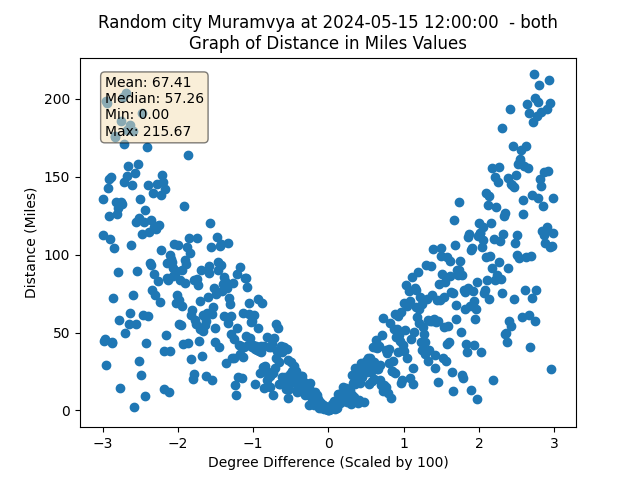 Random city Muramvya at 2024-05-15 12:00:00  - both
Graph of Distance in Miles Values
Mean: 67.41
Median: 57.26
Min: 0.00
Max: 215.67
200
150
100
50
0
Distance (Miles)
−3
−2
−1
0
1
2
3
Degree Difference (Scaled by 100)